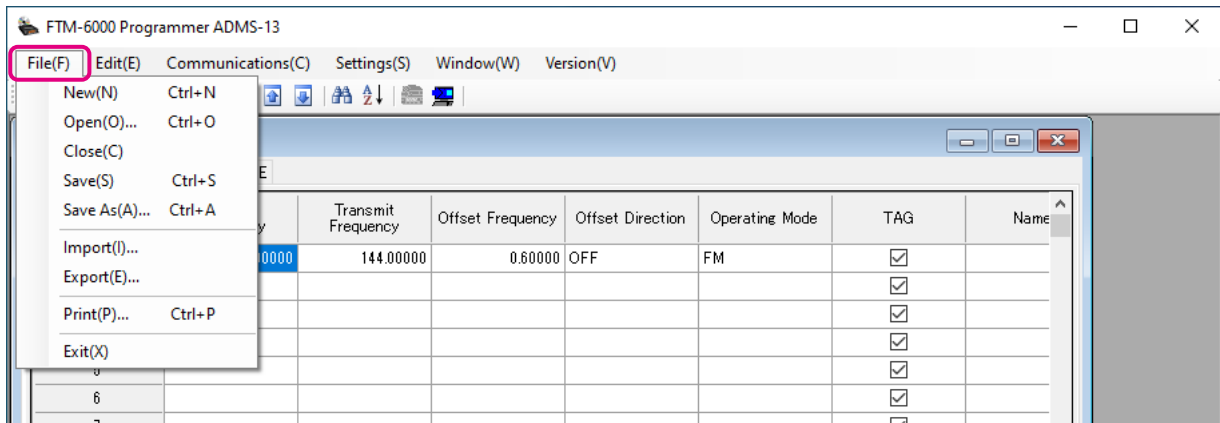 FTM-6000 Programmer ADMS-13
File(F) Edit(E) Communications(C) Settings(S) Window(W) Version(V)
New(N) Ctrl+N
Open(O)... Ctrl+O
Close(C)
Save(S) Ctrl+S
Save As(A)... Ctrl+A
Import(I)...
Export(E)...
Print(P)... Ctrl+P
Exit(X)
E
Transmit Frequency Offset Frequency Offset Direction Operating Mode TAG Name
144.00000 0.60000 OFF FM
6